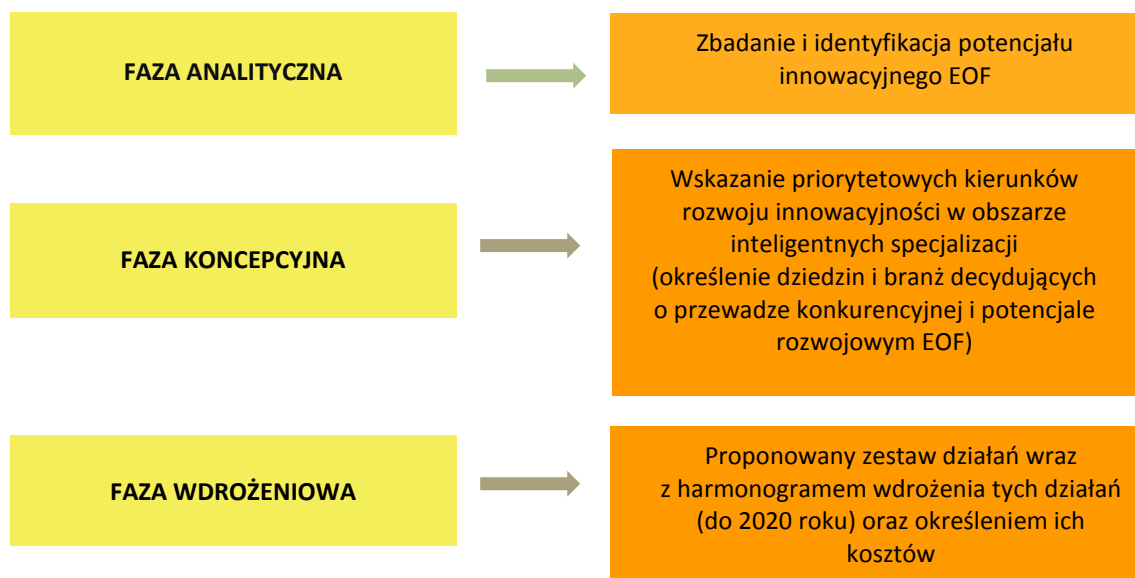 FAZA ANALITYCZNA
Zbadanie i identyfikacja potencjału
innowacyjnego EOF
FAZA KONCEPCYJNA
Wskazanie priorytetowych kierunków
rozwoju innowacyjności w obszarze
inteligentnych specjalizacji
(określenie dziedzin i branż decydujących
o przewadze konkurencyjnej i potencjale
rozwojowym EOF)
FAZA WDROŻENIOWA
Proponowany zestaw działań wraz
z harmonogramem wdrożenia tych działań
(do 2020 roku) oraz określeniem ich
kosztów